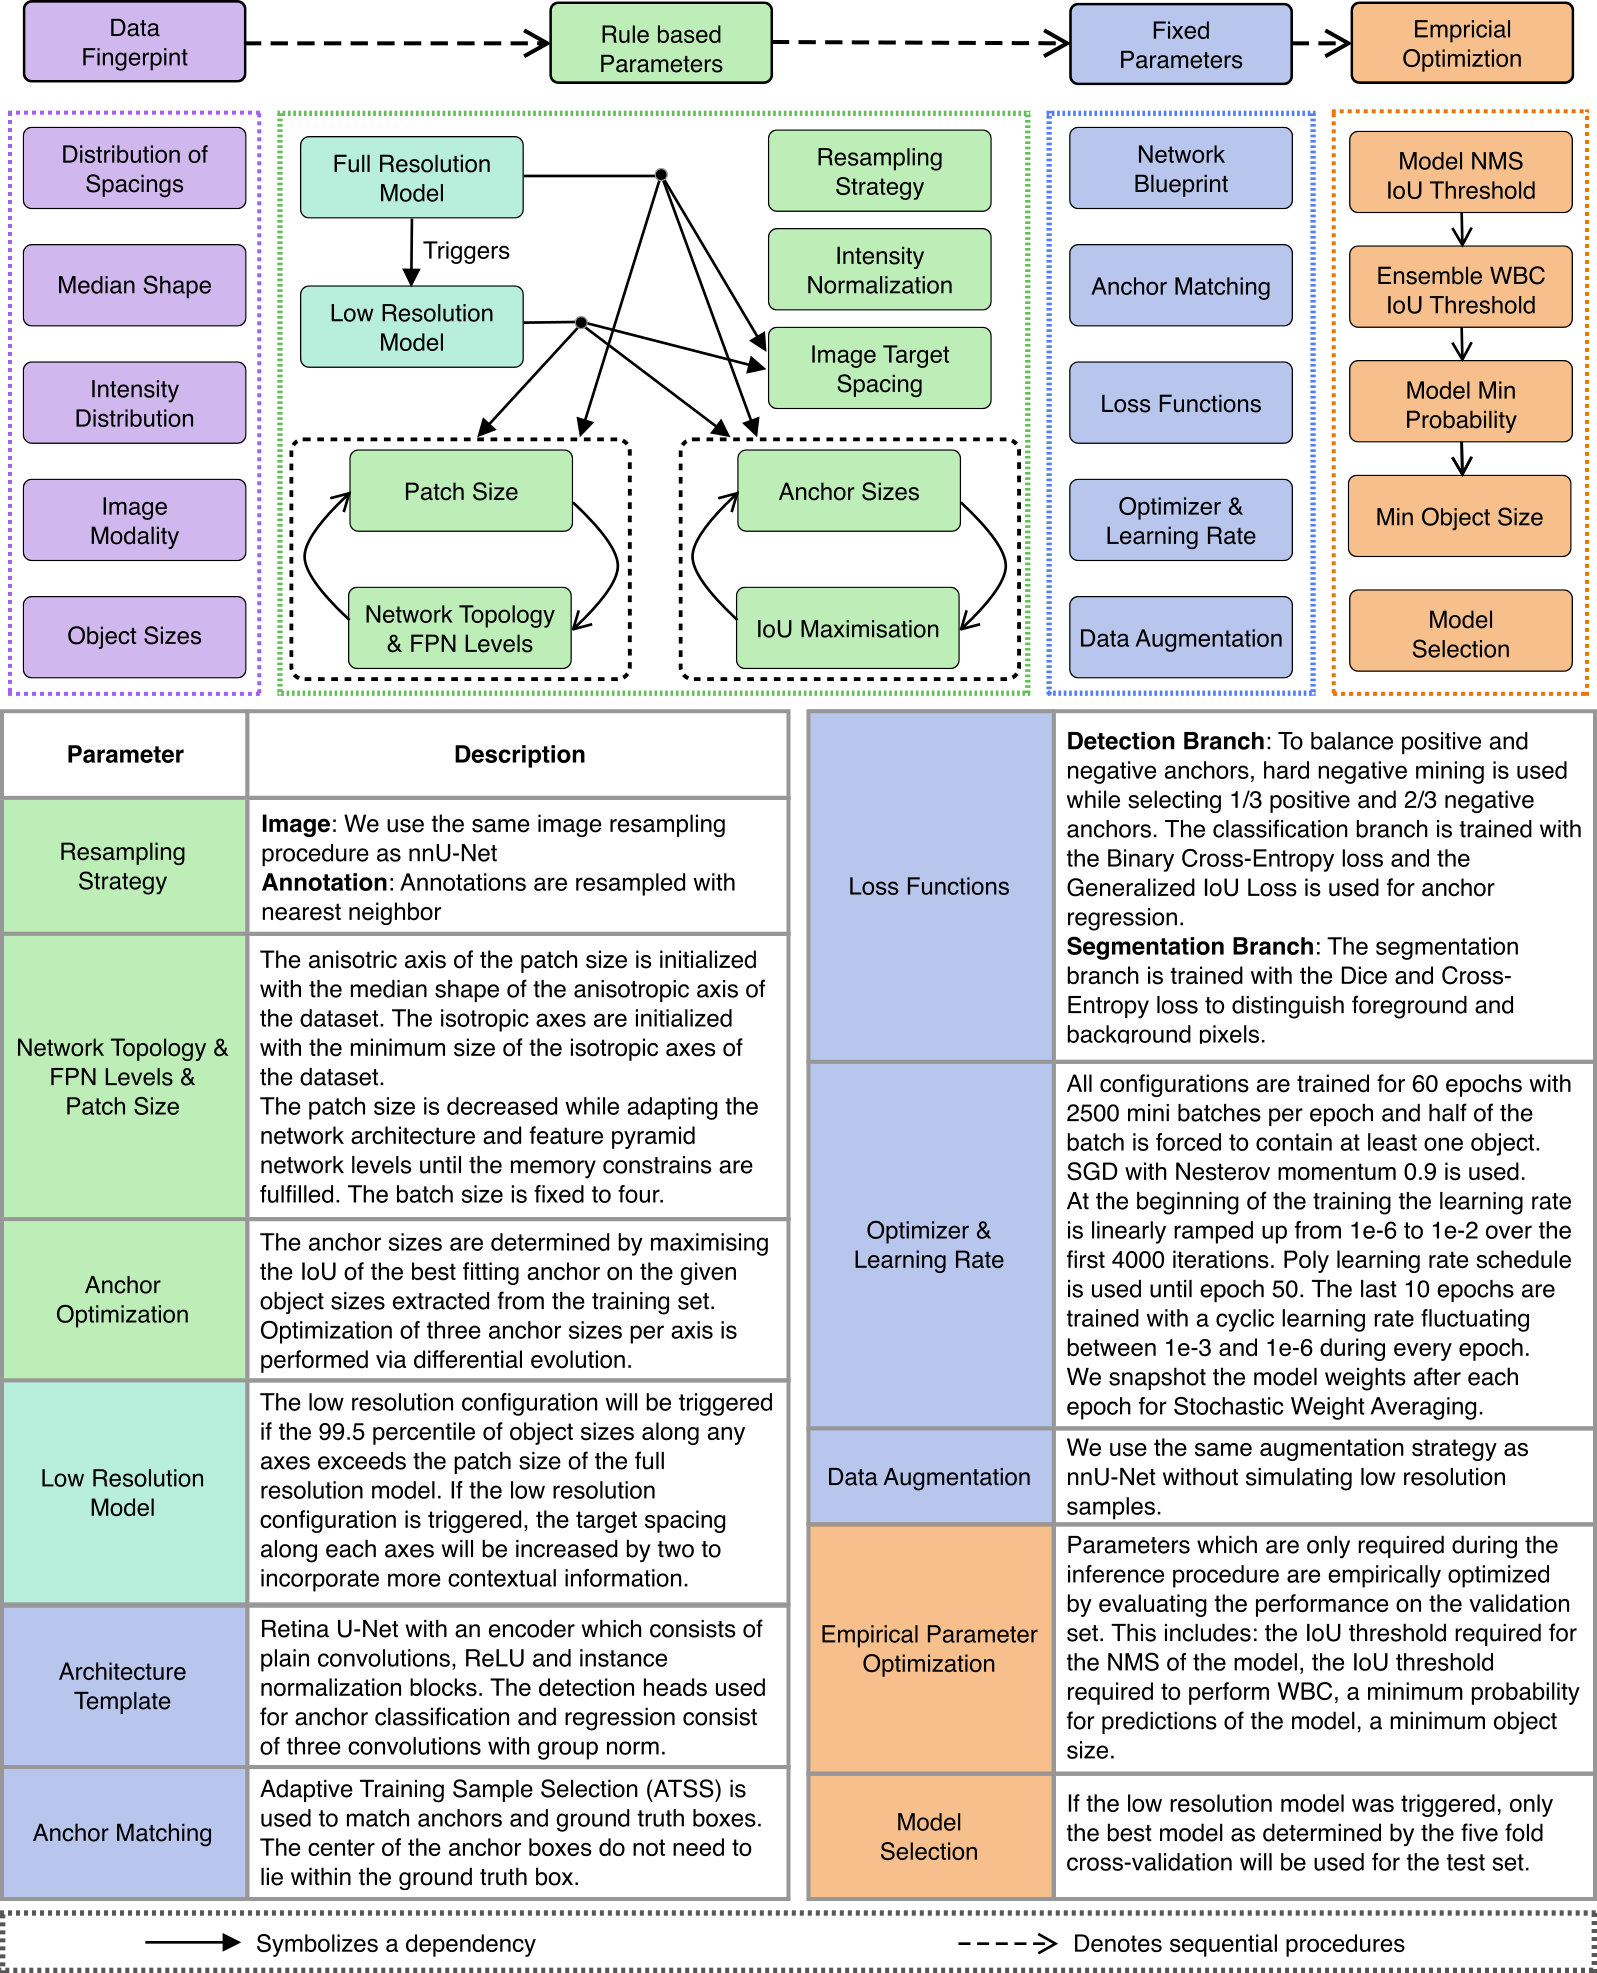 Data
Fingerpint
Rule based
Parameters
Fixed
Parameters
Empricial
Optimiztion
Distribution of
Spacings
Median Shape
Intensity
Distribution
Image
Modality
Object Sizes
Full Resolution
Model
Triggers
Low Resolution
Model
Resampling
Strategy
Intensity
Normalization
Image Target
Spacing
Patch Size
Network Topology
& FPN Levels
Anchor Sizes
IoU Maximisation
Network
Blueprint
Anchor Matching
Loss Functions
Optimizer &
Learning Rate
Data Augmentation
Model NMS
IoU Threshold
Ensemble WBC
IoU Threshold
Model Min
Probability
Min Object Size
Model
Selection
Parameter
Description
Resampling
Strategy
Image: We use the same image resampling
procedure as nnU-Net
Annotation: Annotations are resampled with
nearest neighbor
Network Topology &
FPN Levels &
Patch Size
The anisotric axis of the patch size is initialized
with the median shape of the anisotropic axis of
the dataset. The isotropic axes are initialized
with the minimum size of the isotropic axes of
the dataset.
The patch size is decreased while adapting the
network architecture and feature pyramid
network levels until the memory constrains are
fulfilled. The batch size is fixed to four.
Anchor
Optimization
The anchor sizes are determined by maximising
the IoU of the best fitting anchor on the given
object sizes extracted from the training set.
Optimization of three anchor sizes per axis is
performed via differential evolution.
Low Resolution
Model
The low resolution configuration will be triggered
if the 99.5 percentile of object sizes along any
axes exceeds the patch size of the full
resolution model. If the low resolution
configuration is triggered, the target spacing
along each axes will be increased by two to
incorporate more contextual information.
Architecture
Template
Retina U-Net with an encoder which consists of
plain convolutions, ReLU and instance
normalization blocks. The detection heads used
for anchor classification and regression consist
of three convolutions with group norm.
Anchor Matching
Adaptive Training Sample Selection (ATSS) is
used to match anchors and ground truth boxes.
The center of the anchor boxes do not need to
lie within the ground truth box.
Loss Functions
Detection Branch: To balance positive and
negative anchors, hard negative mining is used
while selecting 1/3 positive and 2/3 negative
anchors. The classification branch is trained with
the Binary Cross-Entropy loss and the
Generalized IoU Loss is used for anchor
regression.
Segmentation Branch: The segmentation
branch is trained with the Dice and Cross-
Entropy loss to distinguish foreground and
background pixels.
Optimizer &
Learning Rate
All configurations are trained for 60 epochs with
2500 mini batches per epoch and half of the
batch is forced to contain at least one object.
SGD with Nesterov momentum 0.9 is used.
At the beginning of the training the learning rate
is linearly ramped up from 1e-6 to 1e-2 over the
first 4000 iterations. Poly learning rate schedule
is used until epoch 50. The last 10 epochs are
trained with a cyclic learning rate fluctuating
between 1e-3 and 1e-6 during every epoch.
We snapshot the model weights after each
epoch for Stochastic Weight Averaging.
Data Augmentation
We use the same augmentation strategy as
nnU-Net without simulating low resolution
samples.
Empirical Parameter
Optimization
Parameters which are only required during the
inference procedure are empirically optimized
by evaluating the performance on the validation
set. This includes: the IoU threshold required for
the NMS of the model, the IoU threshold
required to perform WBC, a minimum probability
for predictions of the model, a minimum object
size.
Model
Selection
If the low resolution model was triggered, only
the best model as determined by the five fold
cross-validation will be used for the test set.
Symbolizes a dependency
Denotes sequential procedures